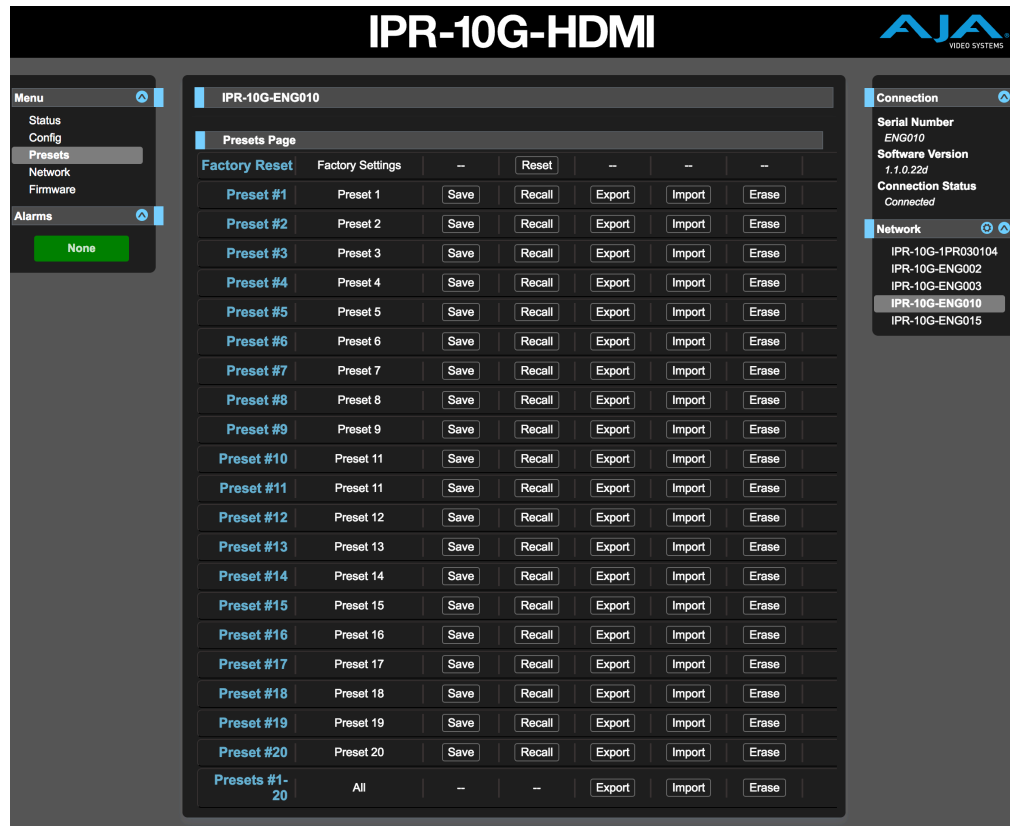 IPR-10G-HDMI
AJA
VIDEO SYSTEMS
Menu
Status
Config
Presets
Network
Firmware
Alarms
None
IPR-10G-ENG010
Presets Page
Factory Reset Factory Settings -- Reset -- -- --
Preset #1 Preset 1 Save Recall Export Import Erase
Preset #2 Preset 2 Save Recall Export Import Erase
Preset #3 Preset 3 Save Recall Export Import Erase
Preset #4 Preset 4 Save Recall Export Import Erase
Preset #5 Preset 5 Save Recall Export Import Erase
Preset #6 Preset 6 Save Recall Export Import Erase
Preset #7 Preset 7 Save Recall Export Import Erase
Preset #8 Preset 8 Save Recall Export Import Erase
Preset #9 Preset 9 Save Recall Export Import Erase
Preset #10 Preset 11 Save Recall Export Import Erase
Preset #11 Preset 11 Save Recall Export Import Erase
Preset #12 Preset 12 Save Recall Export Import Erase
Preset #13 Preset 13 Save Recall Export Import Erase
Preset #14 Preset 14 Save Recall Export Import Erase
Preset #15 Preset 15 Save Recall Export Import Erase
Preset #16 Preset 16 Save Recall Export Import Erase
Preset #17 Preset 17 Save Recall Export Import Erase
Preset #18 Preset 18 Save Recall Export Import Erase
Preset #19 Preset 19 Save Recall Export Import Erase
Preset #20 Preset 20 Save Recall Export Import Erase
Presets #1-
20 All -- -- Export Import Erase
Connection
Serial Number
ENG010
Software Version
1.1.0.22d
Connection Status
Connected
Network
IPR-10G-1PR030104
IPR-10G-ENG002
IPR-10G-ENG003
IPR-10G-ENG010
IPR-10G-ENG015